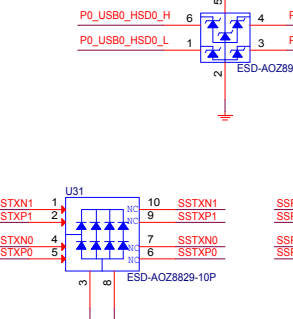 5
P0_USB0_HSD0_H 6 4
P0_USB0_HSD0_L 1 3
2
ESD-AOZ89
U31
STXN1 1 NC 10 SSTXN1
STXP1 2 NC 9 SSTXP1
STXN0 4 NC 7 SSTXN0
STXP0 5 NC 6 SSTXP0
3 8
ESD-AOZ8829-10P